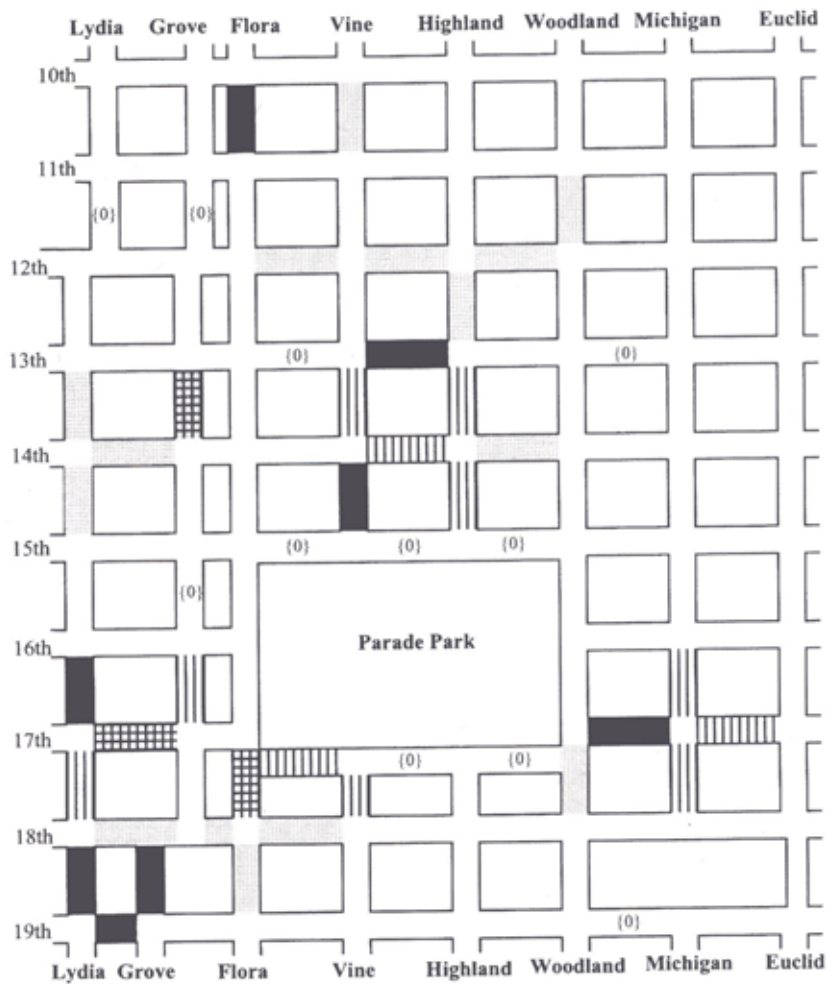 Lydia Grove Flora Vine Highland Woodland Michigan Euclid
10th
11th
{0} {0}
12th
{0} {0}
13th
14th
{0} {0} {0}
15th
{0}
Parade Park
16th
17th
{0} {0}
18th
{0}
19th
Lydia Grove Flora Vine Highland Woodland Michigan Euclid